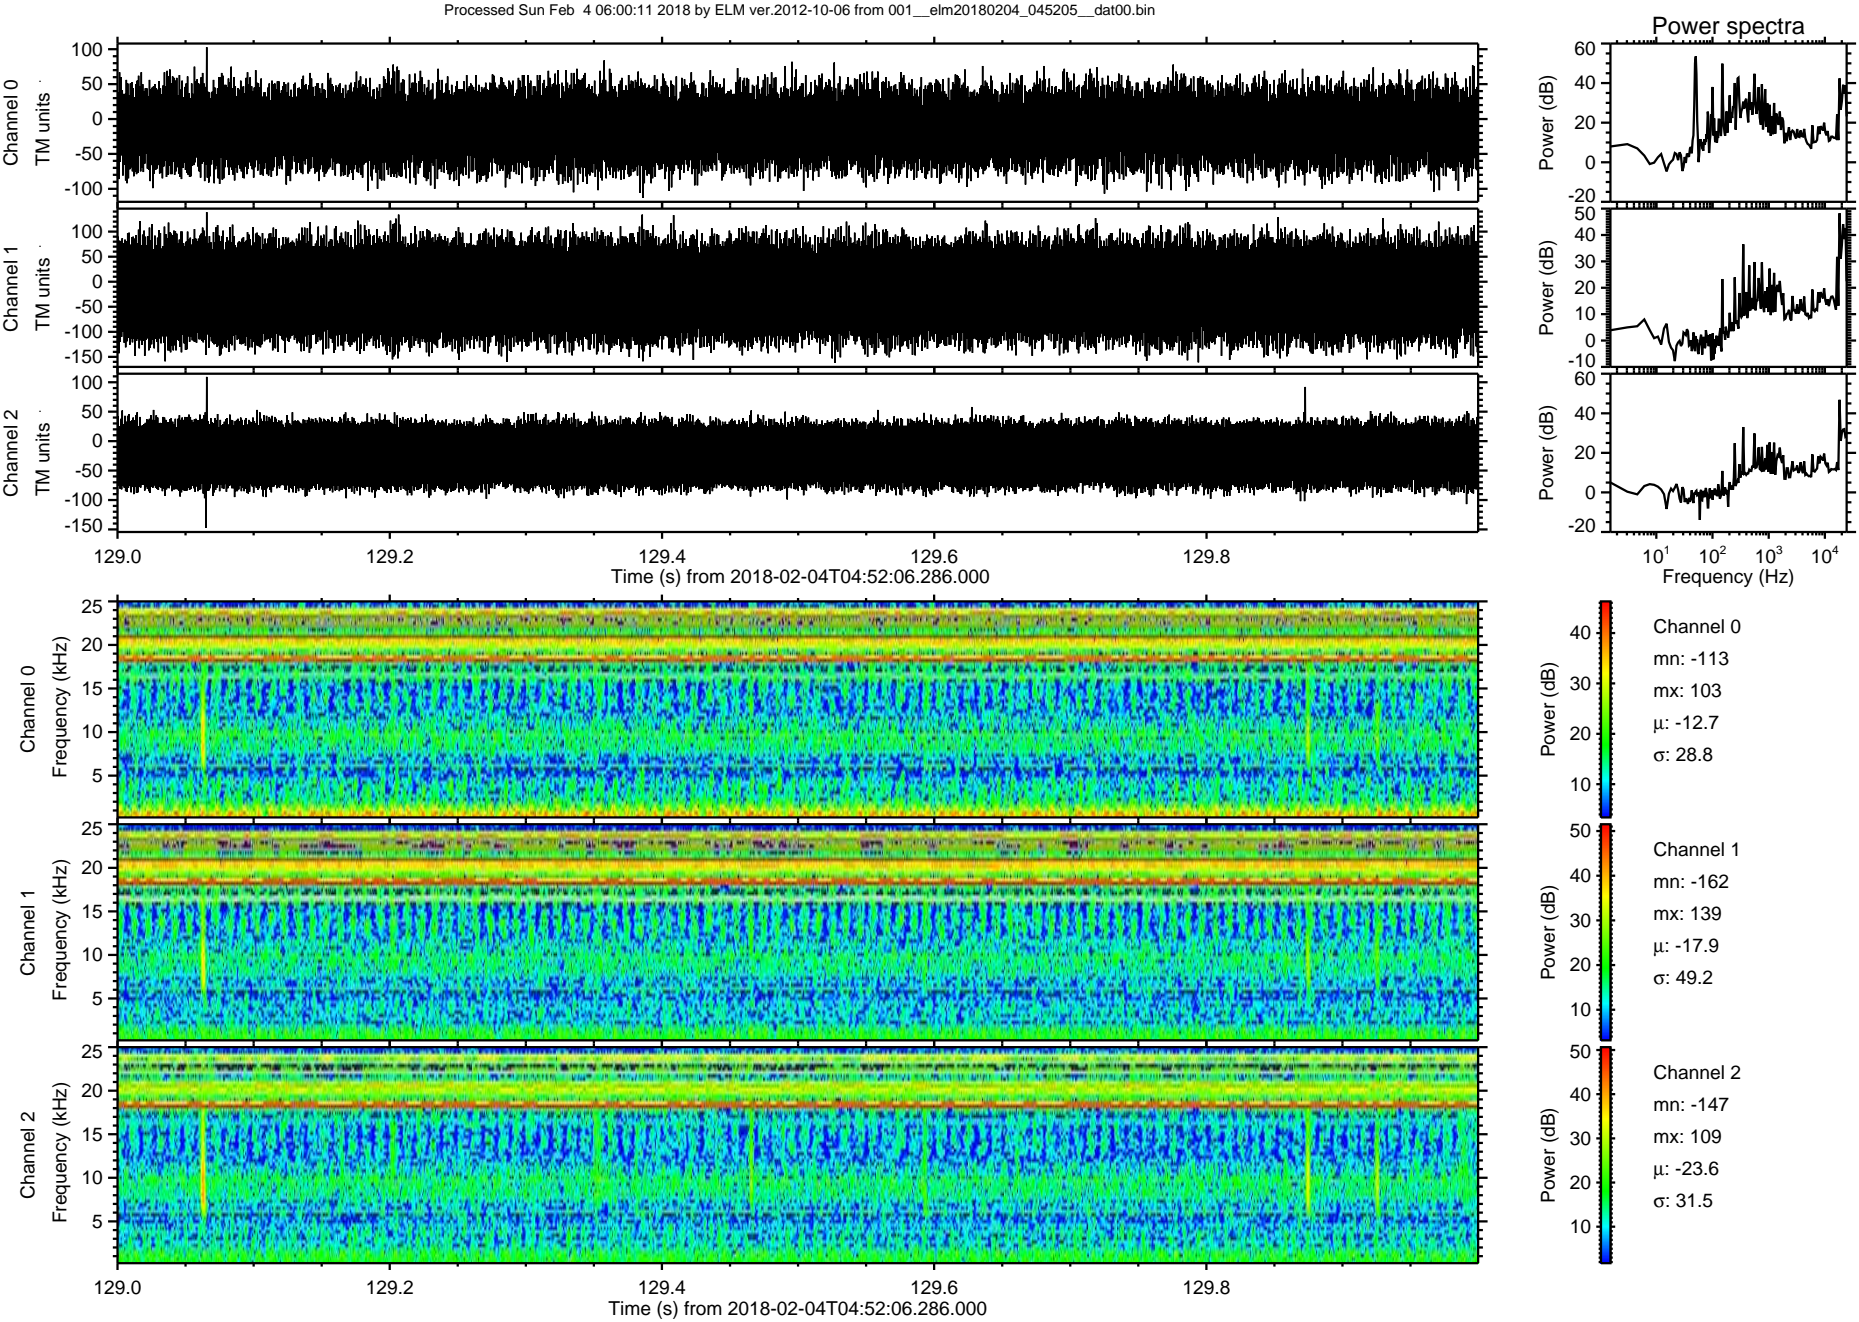 Processed Sun Feb  4 06:00:11 2018 by ELM ver.2012-10-06 from 001__elm20180204_045205__dat00.bin
Power spectra
Channel 0
TM units
100
50
0
-50
-100
Power (dB)
60
40
20
0
-20
Channel 1
TM units
100
50
0
-50
-100
-150
Power (dB)
50
40
30
20
10
0
-10
Channel 2
TM units
100
50
0
-50
-100
-150
Power (dB)
60
40
20
0
-20
129.0 129.2 129.4 129.6 129.8
Time (s) from 2018-02-04T04:52:06.286.000
10^1 10^2 10^3 10^4
Frequency (Hz)
Channel 0
Frequency (kHz)
25
20
15
10
5
Power (dB)
40
30
20
10
Channel 0
mn: -113
mx: 103
μ: -12.7
σ: 28.8
Channel 1
Frequency (kHz)
25
20
15
10
5
Power (dB)
50
40
30
20
10
Channel 1
mn: -162
mx: 139
μ: -17.9
σ: 49.2
Channel 2
Frequency (kHz)
25
20
15
10
5
Power (dB)
50
40
30
20
10
Channel 2
mn: -147
mx: 109
μ: -23.6
σ: 31.5
129.0 129.2 129.4 129.6 129.8
Time (s) from 2018-02-04T04:52:06.286.000